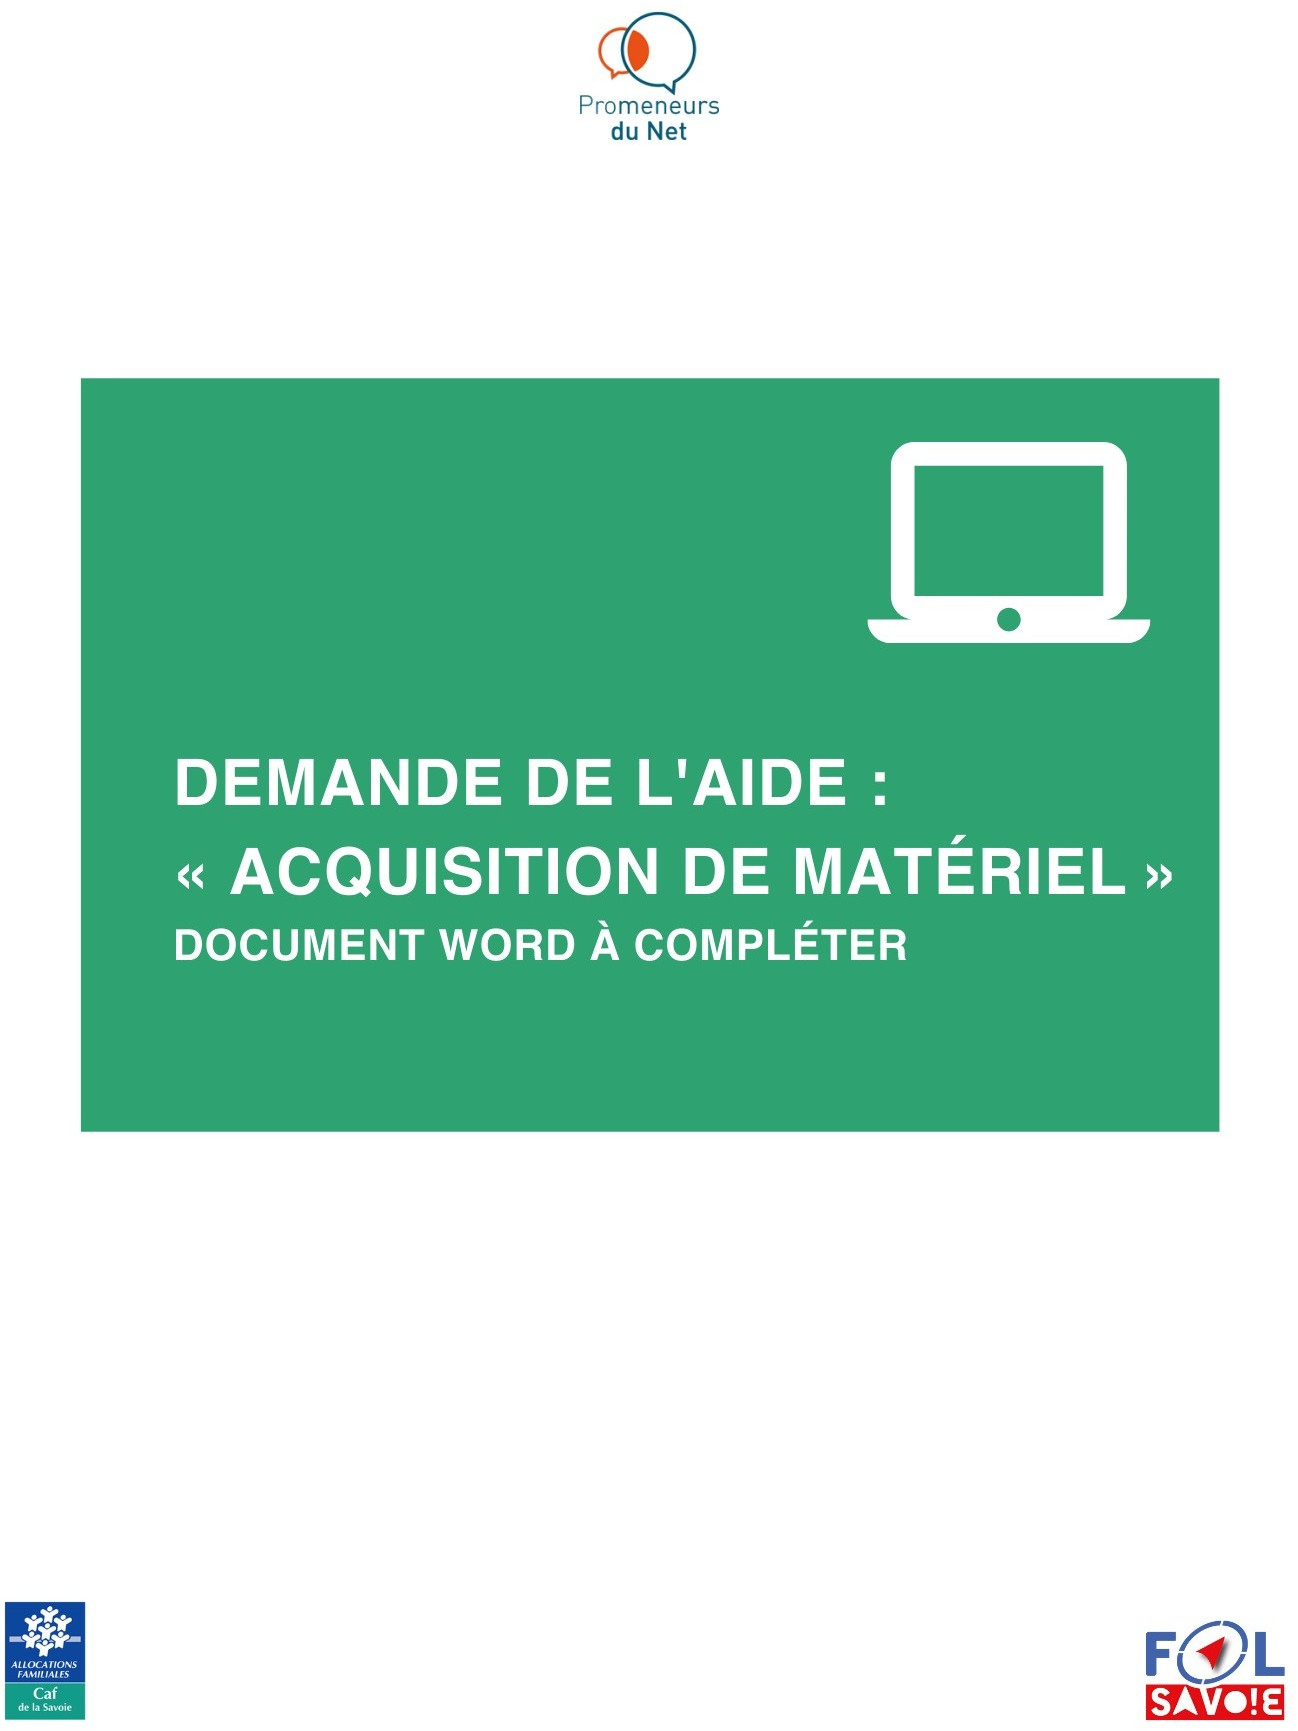 Promeneurs
du Net
DEMANDE DE L'AIDE :
« ACQUISITION DE MATÉRIEL »
DOCUMENT WORD À COMPLÉTER
ALLOCATIONS
FAMILIALES
Caf
de la Savoie
FOL
SAVOIE